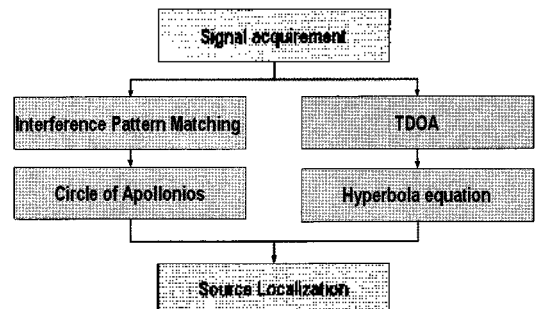 Signal acquirement
Interference Pattern Matching
TDOA
Circle of Apollonios
Hyperbola equation
Source Localization